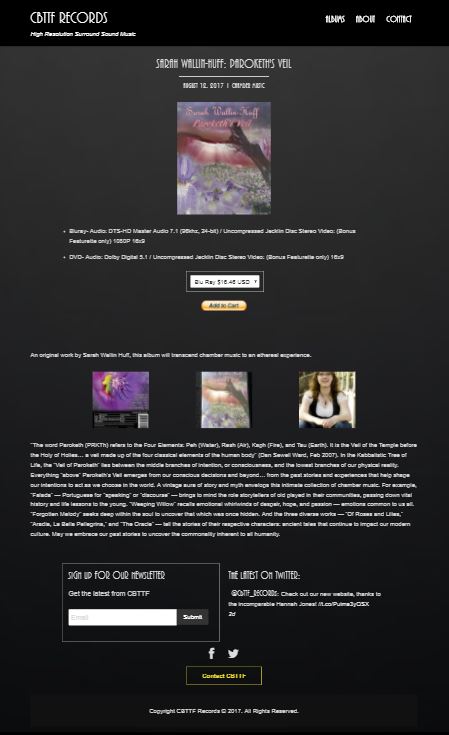 CBTTF RECORDS
High Resolution Surround Sound Music
ALBUMS ABOUT CONTACT
SARAH WALLIN-HUFF: PAROKETH'S VEIL
AUGUST 12, 2017 | CHAMBER MUSIC
Sarah Wallin-Huff
Paroketh's Veil
• Bluray- Audio: DTS-HD Master Audio 7.1 (96khz, 24-bit) / Uncompressed Jecklin Disc Stereo Video: (Bonus
Featurette only) 1080P 16x9
• DVD- Audio: Dolby Digital 5.1 / Uncompressed Jecklin Disc Stereo Video: (Bonus Featurette only) 16x9
Blu Ray $16.46 USD
Add to Cart
An original work by Sarah Wallin Huff, this album will transcend chamber music to an ethereal experience.
"The word Paroketh (PRKTh) refers to the Four Elements: Peh (Water), Resh (Air), Kaph (Fire), and Tau (Earth). It is the Veil of the Temple before
the Holy of Holies... a veil made up of the four classical elements of the human body" (Dan Sewell Ward, Feb 2007). In the Kabbalistic Tree of
Life, the "Veil of Paroketh" lies between the middle branches of intention, or consciousness, and the lowest branches of our physical reality.
Everything "above" Paroketh's Veil emerges from our conscious decisions and beyond... from the past stories and experiences that help shape
our intentions to act as we choose in the world. A vintage aura of story and myth envelops this intimate collection of chamber music. For example,
"Falada" — Portuguese for "speaking" or "discourse" — brings to mind the role storytellers of old played in their communities, passing down vital
history and life lessons to the young. "Weeping Willow" recalls emotional whirlwinds of despair, hope, and passion — emotions common to us all.
"Forgotten Melody" seeks deep within the soul to uncover that which was once hidden. And the three diverse works — "Of Roses and Lilies,"
"Aradia, La Bella Pellegrina," and "The Oracle" — tell the stories of their respective characters: ancient tales that continue to impact our modern
culture. May we embrace our past stories to uncover the commonality inherent to all humanity.
SIGN UP FOR OUR NEWSLETTER
Get the latest from CBTTF
Email
Submit
THE LATEST ON TWITTER:
@CBTTF_RECORDS: Check out our new website, thanks to
the incomparable Hannah Jones! //t.co/Puima3yOSX
2d
Contact CBTTF
Copyright CBTTF Records © 2017. All Rights Reserved.